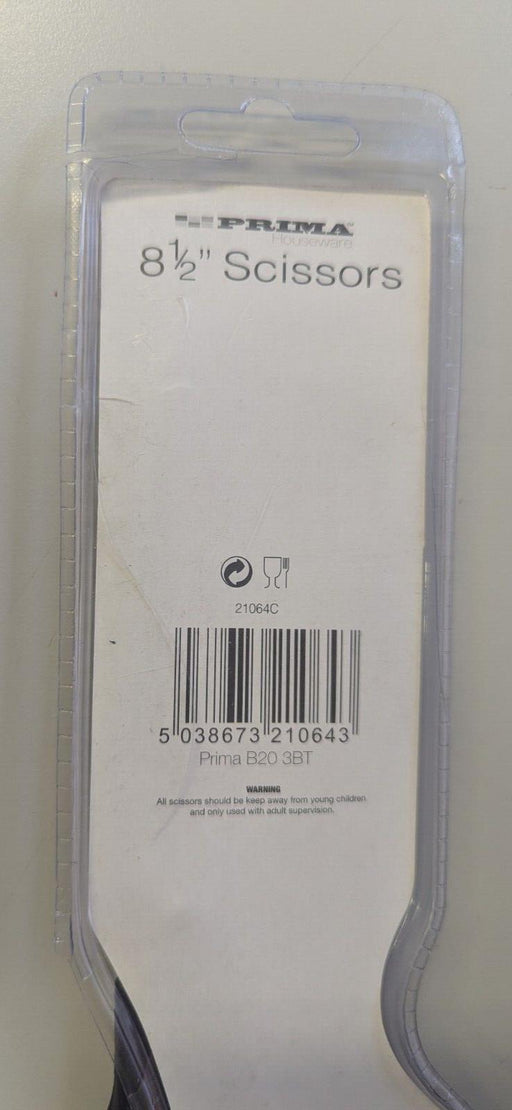 PRIMA™
Houseware
8½" Scissors
21064C
5 038673 210643
Prima B20 3BT
WARNING
All scissors should be keep away from young children
and only used with adult supervision.